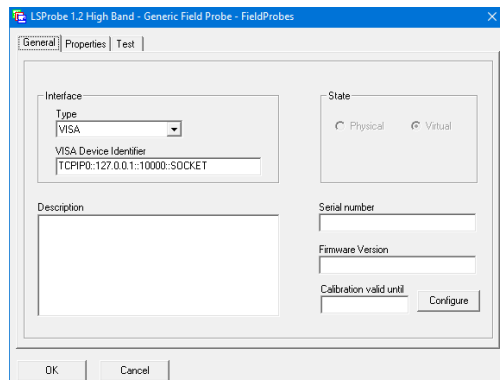 LSProbe 1.2 High Band - Generic Field Probe - FieldProbes
General Properties Test
Interface
Type
VISA
VISA Device Identifier
TCPIP0::127.0.0.1::10000::SOCKET
State
Physical Virtual
Description
Serial number
Firmware Version
Calibration valid until
Configure
OK Cancel